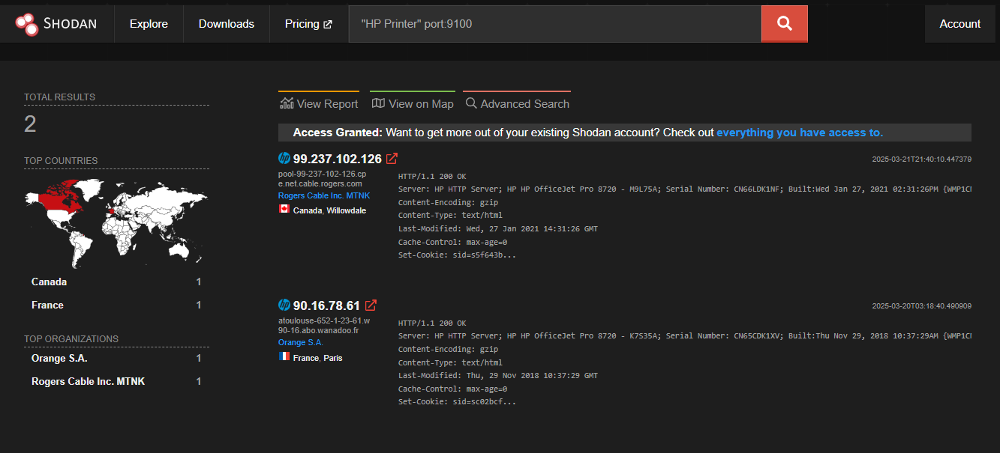 SHODAN
Explore
Downloads
Pricing
"HP Printer" port:9100
Account
TOTAL RESULTS
2
TOP COUNTRIES
Canada 1
France 1
TOP ORGANIZATIONS
Orange S.A. 1
Rogers Cable Inc. MTNK 1
View Report
View on Map
Advanced Search
Access Granted: Want to get more out of your existing Shodan account? Check out everything you have access to.
hp
99.237.102.126
2025-03-21T21:40:10.447379
pool-99-237-102-126.cp
e.net.cable.rogers.com
Rogers Cable Inc. MTNK
Canada, Willowdale
HTTP/1.1 200 OK
Server: HP HTTP Server; HP HP OfficeJet Pro 8720 - M9L75A; Serial Number: CN66LDK1NF; Built:Wed Jan 27, 2021 02:31:26PM {WMP1C
Content-Encoding: gzip
Content-Type: text/html
Last-Modified: Wed, 27 Jan 2021 14:31:26 GMT
Cache-Control: max-age=0
Set-Cookie: sid=s5f643b...
hp
90.16.78.61
2025-03-20T03:18:40.490909
atoulouse-652-1-23-61.w
90-16.abo.wanadoo.fr
Orange S.A.
France, Paris
HTTP/1.1 200 OK
Server: HP HTTP Server; HP HP OfficeJet Pro 8720 - K7S35A; Serial Number: CN65CDK1XV; Built:Thu Nov 29, 2018 10:37:29AM {WMP1C
Content-Encoding: gzip
Content-Type: text/html
Last-Modified: Thu, 29 Nov 2018 10:37:29 GMT
Cache-Control: max-age=0
Set-Cookie: sid=sc02bcf...